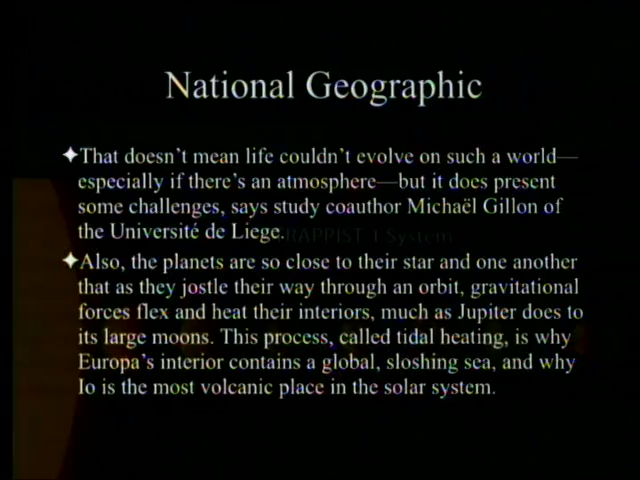 National Geographic
✦That doesn't mean life couldn't evolve on such a world—
especially if there's an atmosphere—but it does present
some challenges, says study coauthor Michaël Gillon of
the Université de Liege.
TRAPPIST 1 System
✦Also, the planets are so close to their star and one another
that as they jostle their way through an orbit, gravitational
forces flex and heat their interiors, much as Jupiter does to
its large moons. This process, called tidal heating, is why
Europa's interior contains a global, sloshing sea, and why
Io is the most volcanic place in the solar system.